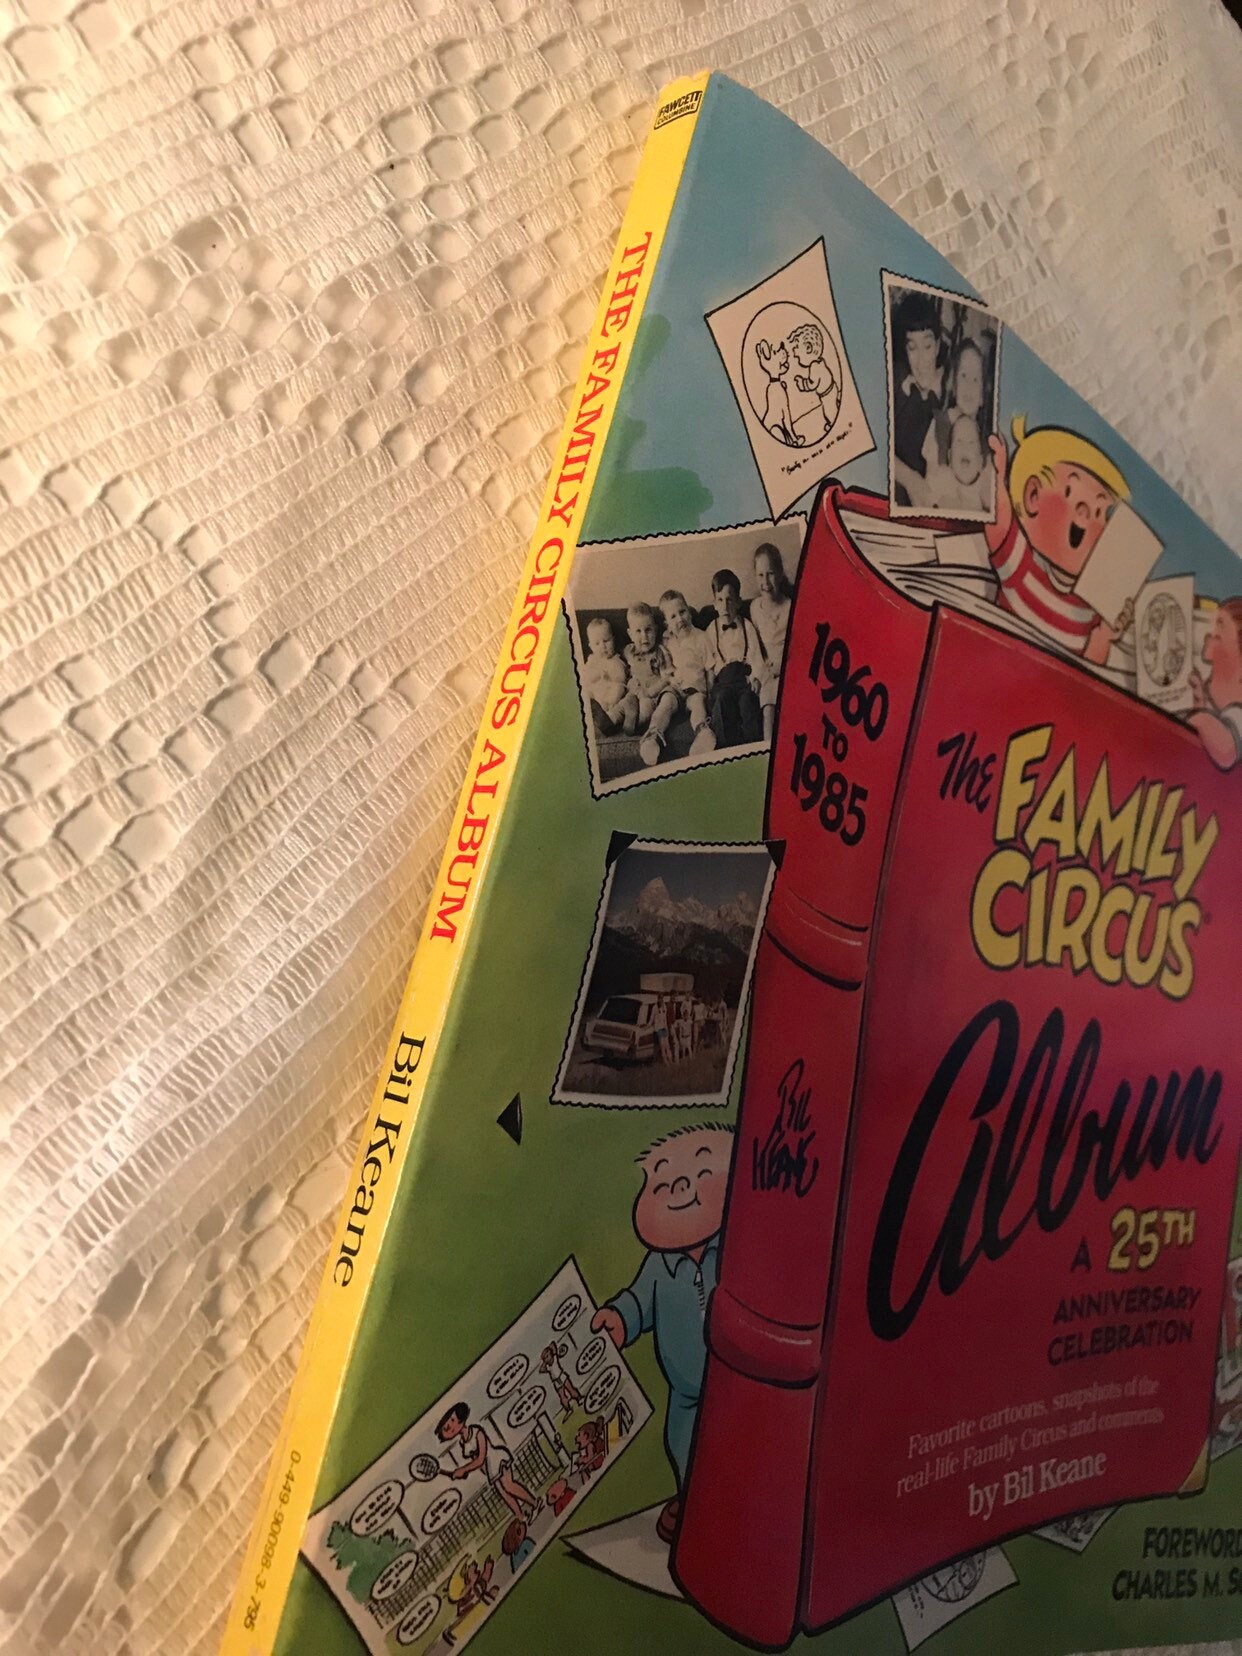 FAWCETT
COLUMBINE
THE FAMILY CIRCUS ALBUM
Bil Keane
0-449-90098-3-795
1960
TO
1985
BIL
KEANE
THE
FAMILY
CIRCUS
Album
A 25TH
ANNIVERSARY
CELEBRATION
Favorite cartoons, snapshots of the
real-life Family Circus and comments
by Bil Keane
FOREWORD
CHARLES M.